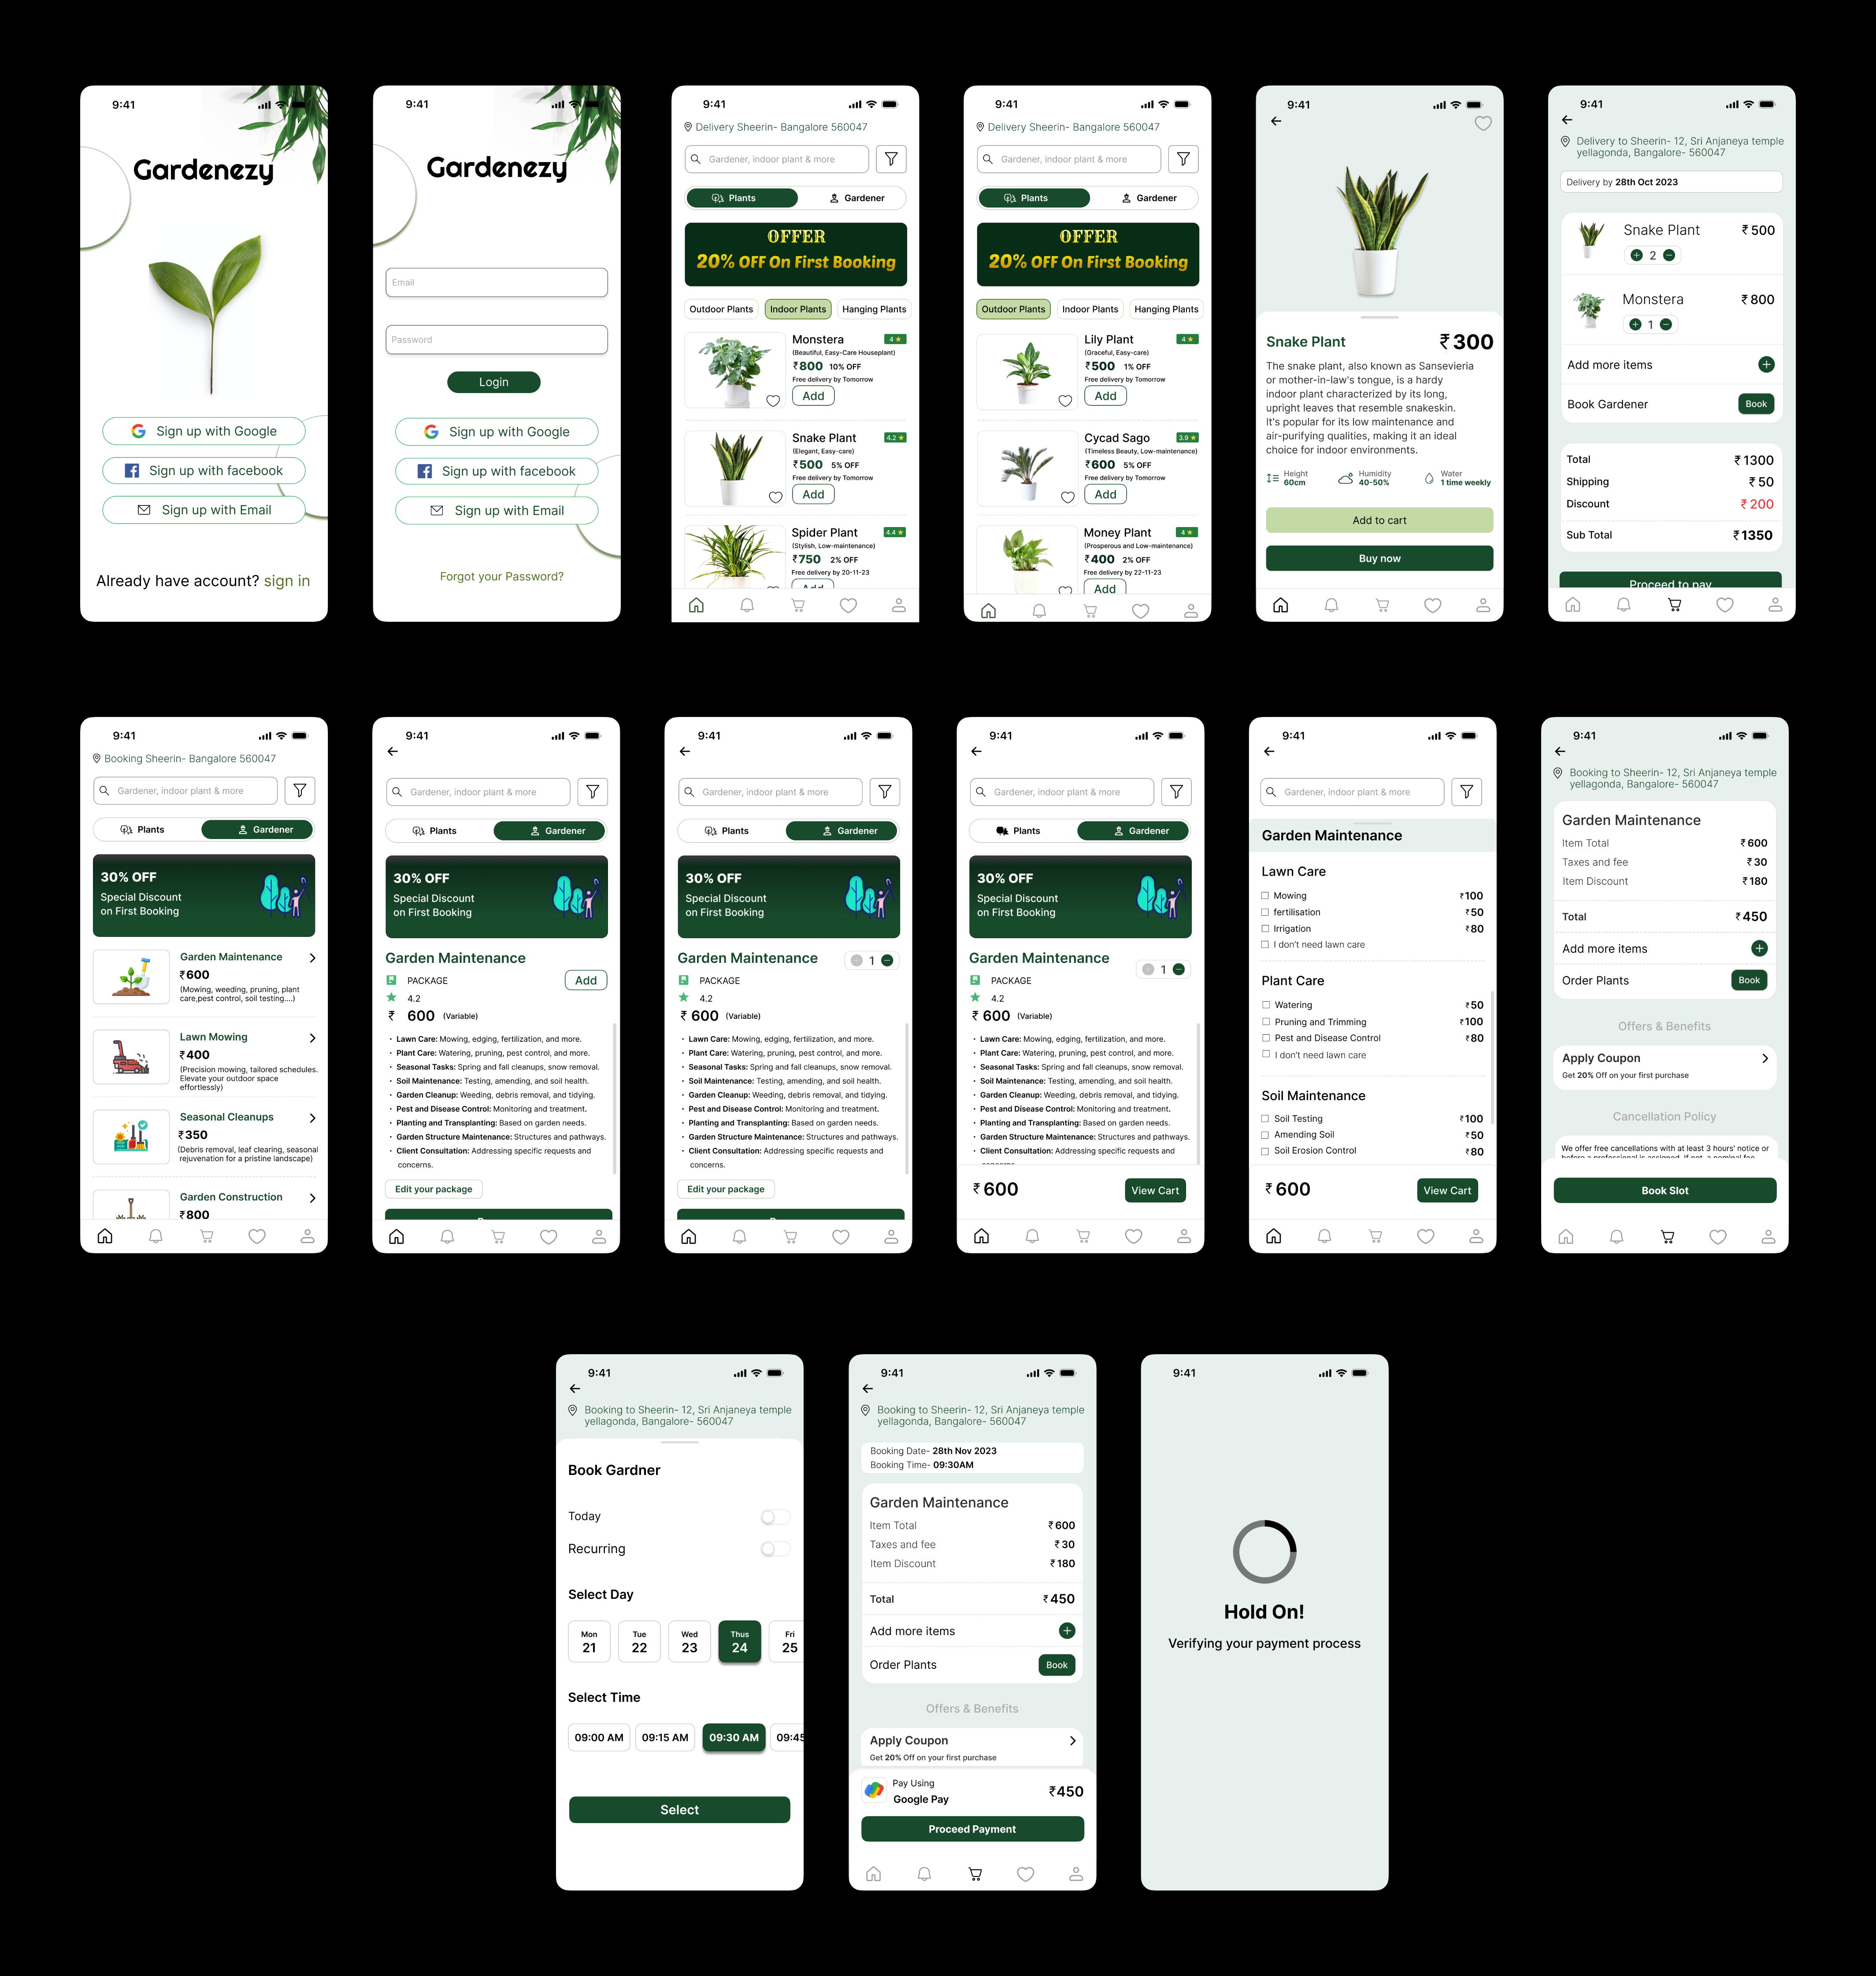 9:41
Gardenezy
Sign up with Google
Sign up with facebook
Sign up with Email
Already have account? sign in
9:41
Gardenezy
Email
Password
Login
Sign up with Google
Sign up with facebook
Sign up with Email
Forgot your Password?
9:41
Delivery Sheerin- Bangalore 560047
Gardener, indoor plant & more
Plants Gardener
OFFER
20% OFF On First Booking
Outdoor Plants Indoor Plants Hanging Plants
Monstera 4 ★
(Beautiful, Easy-Care Houseplant)
₹800 10% OFF
Free delivery by Tomorrow
Add
Snake Plant 4.2 ★
(Elegant, Easy-care)
₹500 5% OFF
Free delivery by Tomorrow
Add
Spider Plant 4.4 ★
(Stylish, Low-maintenance)
₹750 2% OFF
Free delivery by 20-11-23
Add
9:41
Delivery Sheerin- Bangalore 560047
Gardener, indoor plant & more
Plants Gardener
OFFER
20% OFF On First Booking
Outdoor Plants Indoor Plants Hanging Plants
Lily Plant 4 ★
(Graceful, Easy-care)
₹500 1% OFF
Free delivery by Tomorrow
Add
Cycad Sago 3.9 ★
(Timeless Beauty, Low-maintenance)
₹600 5% OFF
Free delivery by Tomorrow
Add
Money Plant 4 ★
(Prosperous and Low-maintenance)
₹400 2% OFF
Free delivery by 22-11-23
Add
9:41
Snake Plant ₹300
The snake plant, also known as Sansevieria
or mother-in-law's tongue, is a hardy
indoor plant characterized by its long,
upright leaves that resemble snakeskin.
It's popular for its low maintenance and
air-purifying qualities, making it an ideal
choice for indoor environments.
Height Humidity Water
60cm 40-50% 1 time weekly
Add to cart
Buy now
9:41
Delivery to Sheerin- 12, Sri Anjaneya temple
yellagonda, Bangalore- 560047
Delivery by 28th Oct 2023
Snake Plant ₹500
2
Monstera ₹800
1
Add more items
Book Gardener Book
Total ₹1300
Shipping ₹50
Discount ₹200
Sub Total ₹1350
Proceed to pay
9:41
Booking Sheerin- Bangalore 560047
Gardener, indoor plant & more
Plants Gardener
30% OFF
Special Discount
on First Booking
Garden Maintenance
₹600
(Mowing, weeding, pruning, plant
care,pest control, soil testing....)
Lawn Mowing
₹400
(Precision mowing, tailored schedules.
Elevate your outdoor space
effortlessly)
Seasonal Cleanups
₹350
(Debris removal, leaf clearing, seasonal
rejuvenation for a pristine landscape)
Garden Construction
₹800
9:41
Gardener, indoor plant & more
Plants Gardener
30% OFF
Special Discount
on First Booking
Garden Maintenance
PACKAGE Add
4.2
₹ 600 (Variable)
• Lawn Care: Mowing, edging, fertilization, and more.
• Plant Care: Watering, pruning, pest control, and more.
• Seasonal Tasks: Spring and fall cleanups, snow removal.
• Soil Maintenance: Testing, amending, and soil health.
• Garden Cleanup: Weeding, debris removal, and tidying.
• Pest and Disease Control: Monitoring and treatment.
• Planting and Transplanting: Based on garden needs.
• Garden Structure Maintenance: Structures and pathways.
• Client Consultation: Addressing specific requests and
concerns.
Edit your package
9:41
Gardener, indoor plant & more
Plants Gardener
30% OFF
Special Discount
on First Booking
Garden Maintenance 1
PACKAGE
4.2
₹ 600 (Variable)
• Lawn Care: Mowing, edging, fertilization, and more.
• Plant Care: Watering, pruning, pest control, and more.
• Seasonal Tasks: Spring and fall cleanups, snow removal.
• Soil Maintenance: Testing, amending, and soil health.
• Garden Cleanup: Weeding, debris removal, and tidying.
• Pest and Disease Control: Monitoring and treatment.
• Planting and Transplanting: Based on garden needs.
• Garden Structure Maintenance: Structures and pathways.
• Client Consultation: Addressing specific requests and
concerns.
Edit your package
9:41
Gardener, indoor plant & more
Plants Gardener
30% OFF
Special Discount
on First Booking
Garden Maintenance
1
PACKAGE
4.2
₹ 600 (Variable)
• Lawn Care: Mowing, edging, fertilization, and more.
• Plant Care: Watering, pruning, pest control, and more.
• Seasonal Tasks: Spring and fall cleanups, snow removal.
• Soil Maintenance: Testing, amending, and soil health.
• Garden Cleanup: Weeding, debris removal, and tidying.
• Pest and Disease Control: Monitoring and treatment.
• Planting and Transplanting: Based on garden needs.
• Garden Structure Maintenance: Structures and pathways.
• Client Consultation: Addressing specific requests and
₹600 View Cart
9:41
Gardener, indoor plant & more
Garden Maintenance
Lawn Care
Mowing ₹100
fertilisation ₹50
Irrigation ₹80
I don't need lawn care
Plant Care
Watering ₹50
Pruning and Trimming ₹100
Pest and Disease Control ₹80
I don't need lawn care
Soil Maintenance
Soil Testing ₹100
Amending Soil ₹50
Soil Erosion Control ₹80
₹600 View Cart
9:41
Booking to Sheerin- 12, Sri Anjaneya temple
yellagonda, Bangalore- 560047
Garden Maintenance
Item Total ₹600
Taxes and fee ₹30
Item Discount ₹180
Total ₹450
Add more items
Order Plants Book
Offers & Benefits
Apply Coupon
Get 20% Off on your first purchase
Cancellation Policy
We offer free cancellations with at least 3 hours' notice or
before a professional is assigned. If not, a nominal fee
Book Slot
9:41
Booking to Sheerin- 12, Sri Anjaneya temple
yellagonda, Bangalore- 560047
Book Gardner
Today
Recurring
Select Day
Mon Tue Wed Thus Fri
21 22 23 24 25
Select Time
09:00 AM 09:15 AM 09:30 AM 09:45
Select
9:41
Booking to Sheerin- 12, Sri Anjaneya temple
yellagonda, Bangalore- 560047
Booking Date- 28th Nov 2023
Booking Time- 09:30AM
Garden Maintenance
Item Total ₹600
Taxes and fee ₹30
Item Discount ₹180
Total ₹450
Add more items
Order Plants Book
Offers & Benefits
Apply Coupon
Get 20% Off on your first purchase
Pay Using
Google Pay ₹450
Proceed Payment
9:41
Hold On!
Verifying your payment process